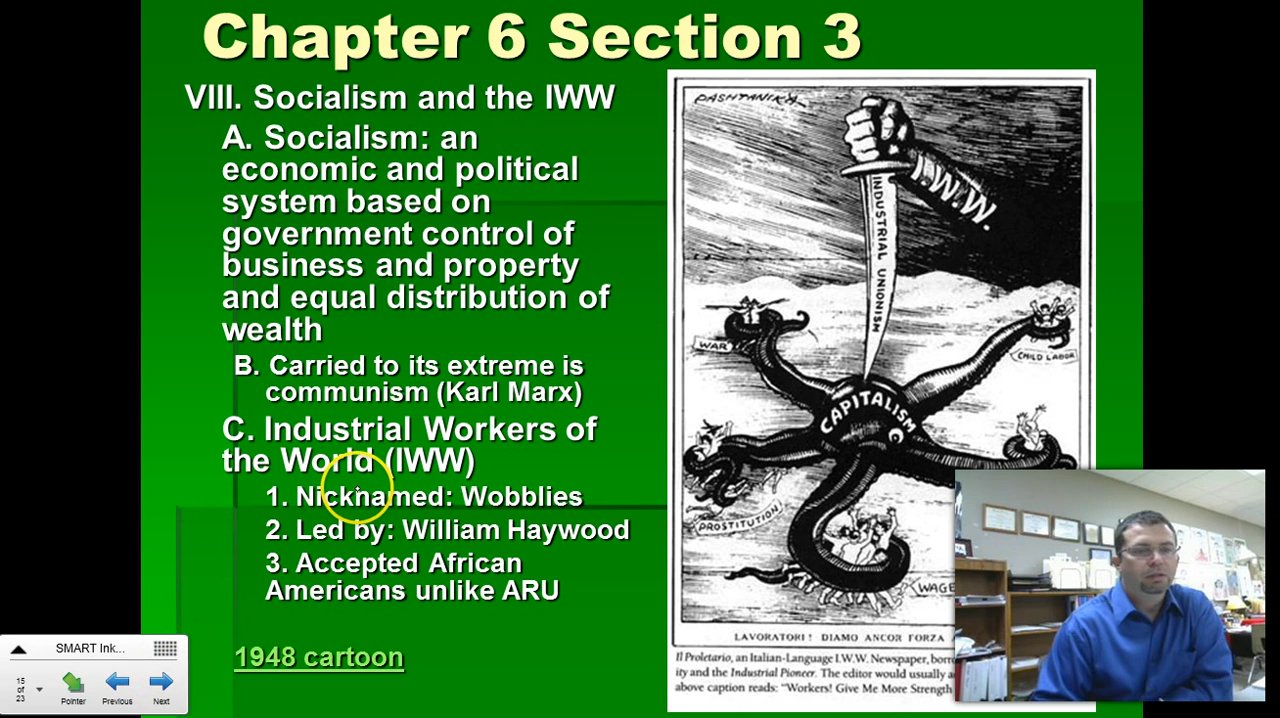 Chapter 6 Section 3
VIII. Socialism and the IWW
A. Socialism: an
economic and political
system based on
government control of
business and property
and equal distribution of
wealth
B. Carried to its extreme is
communism (Karl Marx)
C. Industrial Workers of
the World (IWW)
1. Nicknamed: Wobblies
2. Led by: William Haywood
3. Accepted African
Americans unlike ARU
1948 cartoon
DASHTANIKA
I.W.W.
INDUSTRIAL UNIONISM
WAR
CHILD LABOR
CAPITALISM
PROSTITUTION
WAGE
LAVORATORI! DIAMO ANCOR FORZA
Il Proletario, an Italian-Language I.W.W. Newspaper,
ity and the Industrial Pioneer. The editor would usually
above caption reads: "Workers! Give Me More Strength
SMART Ink...
15
of
23
Pointer
Previous
Next